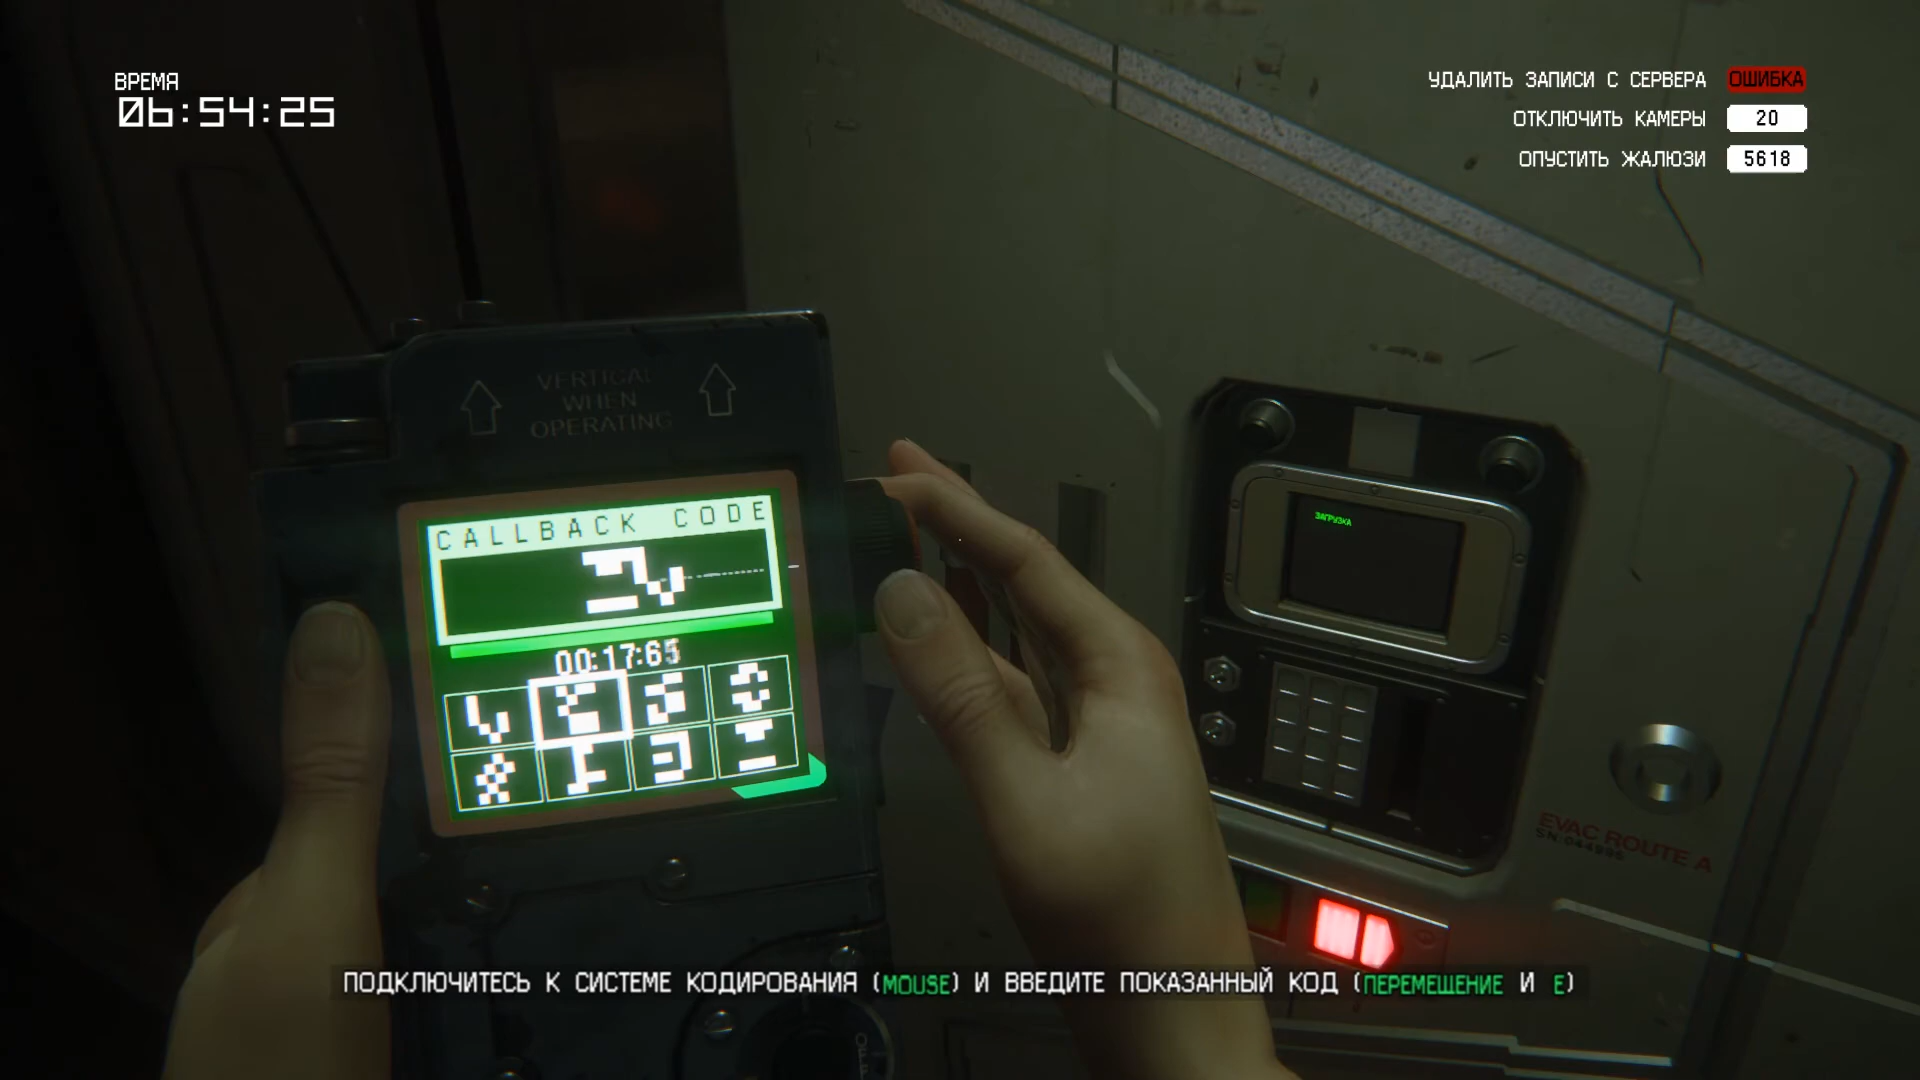 ВРЕМЯ
06:54:25
УДАЛИТЬ ЗАПИСИ С СЕРВЕРА ОШИБКА
ОТКЛЮЧИТЬ КАМЕРЫ 20
ОПУСТИТЬ ЖАЛЮЗИ 5618
VERTICAL
WHEN
OPERATING
CALLBACK CODE
00:17:65
ЗАГРУЗКА
EVAC ROUTE A
ПОДКЛЮЧИТЕСЬ К СИСТЕМЕ КОДИРОВАНИЯ (MOUSE) И ВВЕДИТЕ ПОКАЗАННЫЙ КОД (ПЕРЕМЕЩЕНИЕ И E)